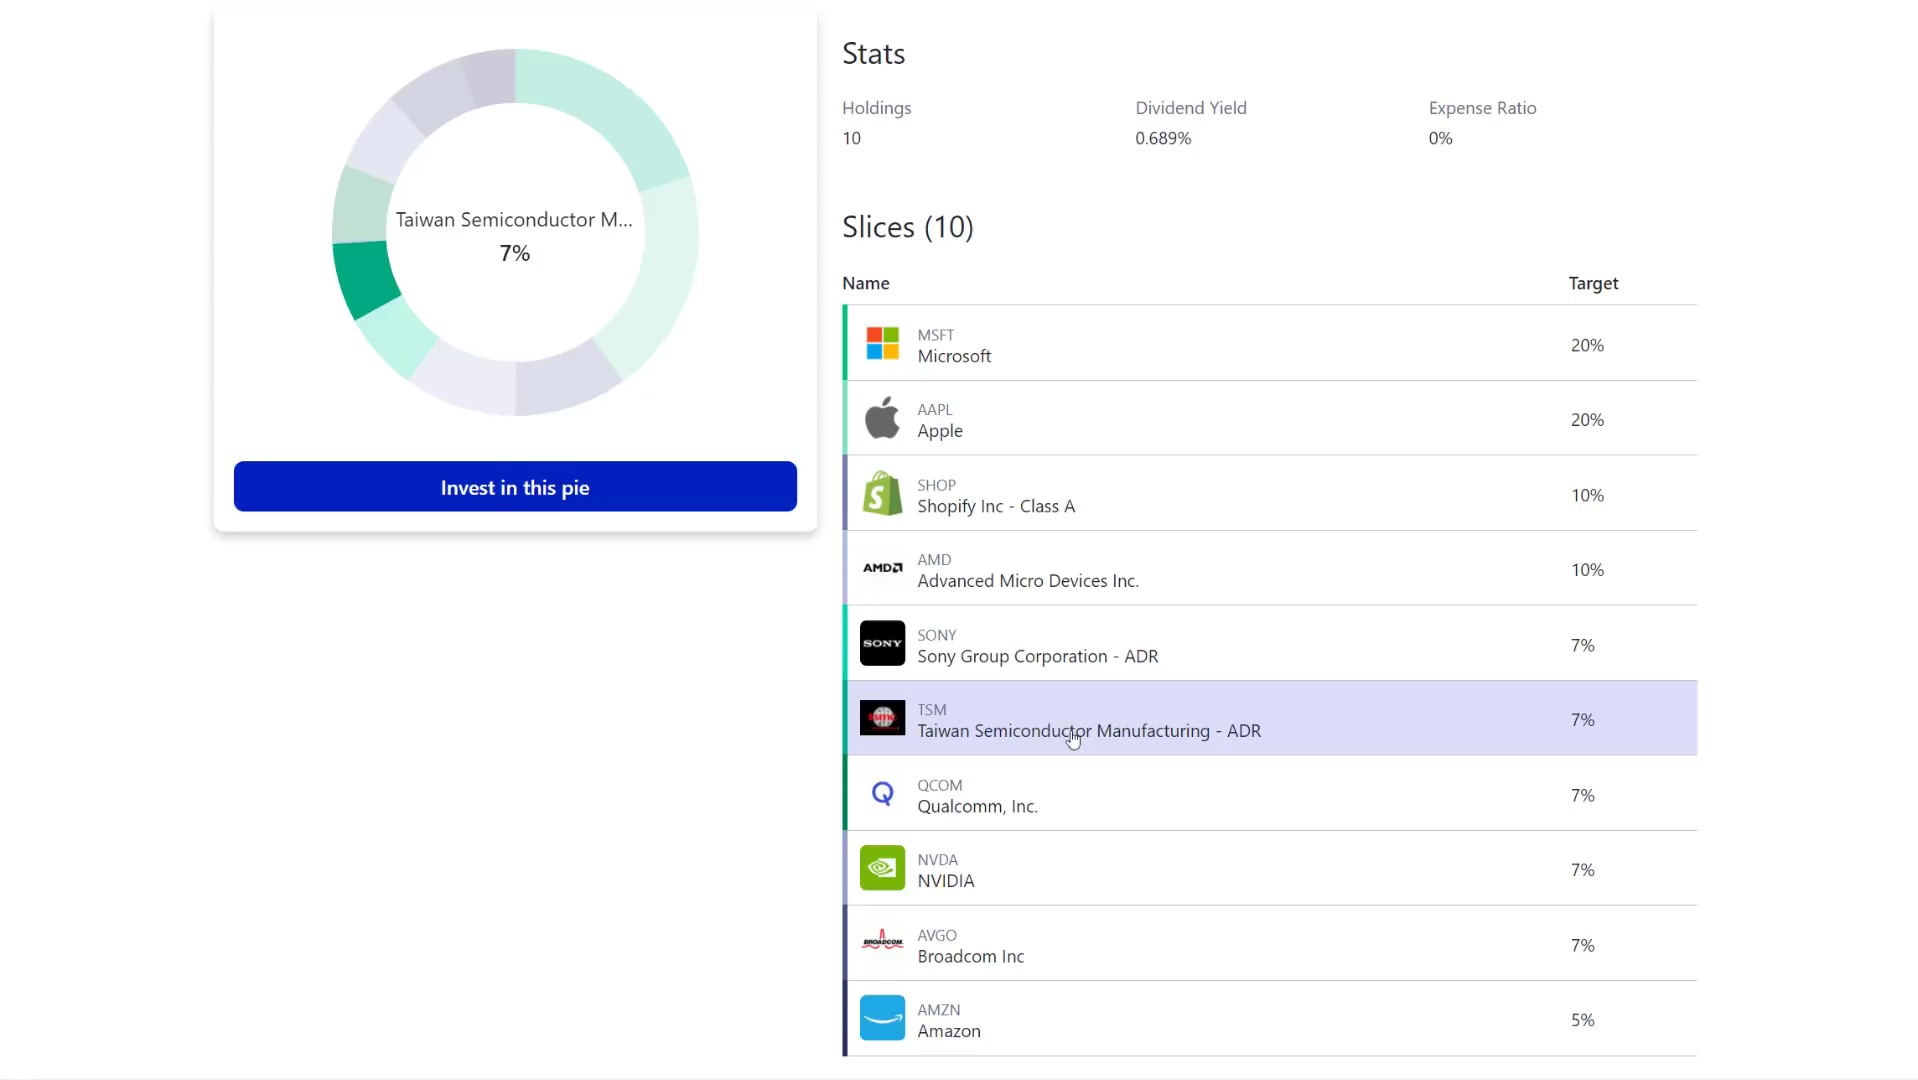 Taiwan Semiconductor M...
7%
Invest in this pie
Stats
Holdings
Dividend Yield
Expense Ratio
10
0.689%
0%
Slices (10)
Name
Target
MSFT
Microsoft
20%
AAPL
Apple
20%
SHOP
Shopify Inc - Class A
10%
AMD
AMD
Advanced Micro Devices Inc.
10%
SONY
SONY
Sony Group Corporation - ADR
7%
tsmc
TSM
Taiwan Semiconductor Manufacturing - ADR
7%
Q
QCOM
Qualcomm, Inc.
7%
NVDA
NVIDIA
7%
BROADCOM
AVGO
Broadcom Inc
7%
AMZN
Amazon
5%